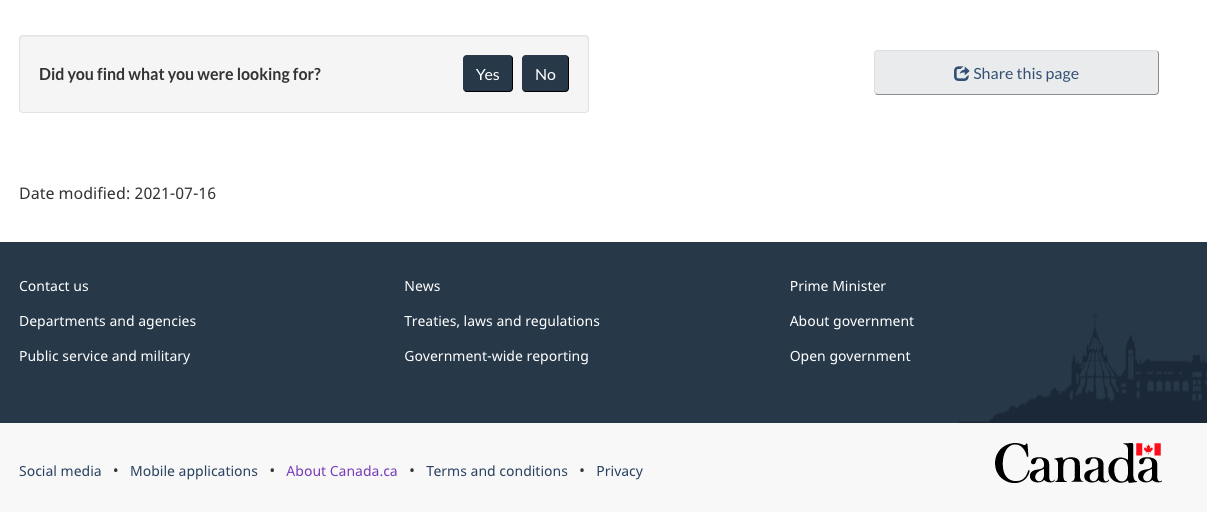 Did you find what you were looking for? Yes No
Share this page
Date modified: 2021-07-16
Contact us
News
Prime Minister
Departments and agencies
Treaties, laws and regulations
About government
Public service and military
Government-wide reporting
Open government
Social media • Mobile applications • About Canada.ca • Terms and conditions • Privacy
Canada